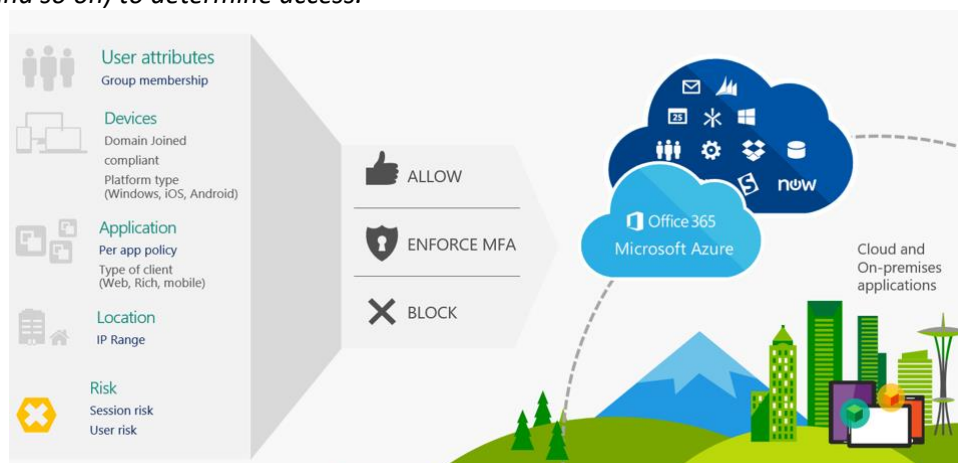 and so on) to determine access.
User attributes
Group membership
Devices
Domain Joined
compliant
Platform type
(Windows, iOS, Android)
Application
Per app policy
Type of client
(Web, Rich, mobile)
Location
IP Range
Risk
Session risk
User risk
ALLOW
ENFORCE MFA
BLOCK
25
S
now
Office 365
Microsoft Azure
Cloud and
On-premises
applications